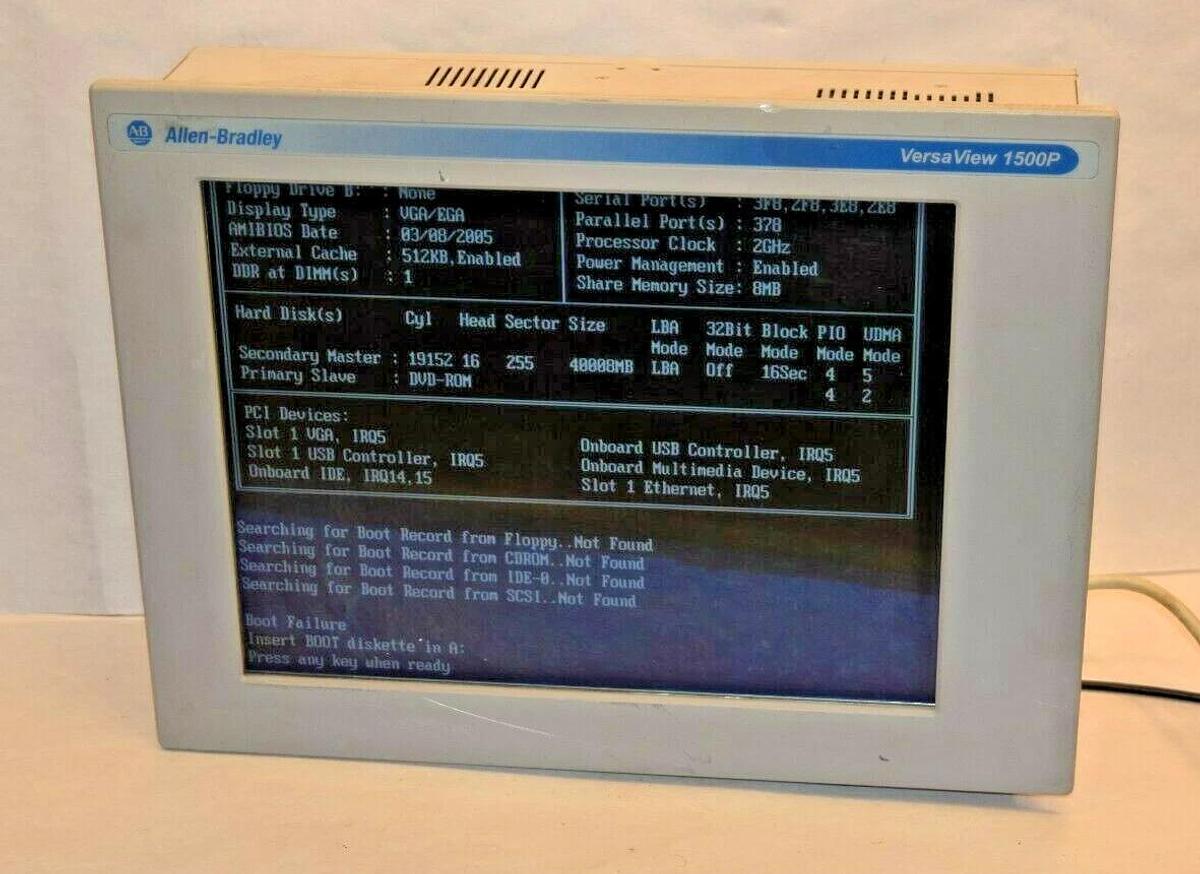 AB Allen-Bradley
VersaView 1500P
Floppy Drive B: : None
Display Type : VGA/EGA
AMIBIOS Date : 03/08/2005
External Cache : 512KB,Enabled
DDR at DIMM(s) : 1
Serial Port(s) : 3F8,2F8,3E8,2E8
Parallel Port(s) : 378
Processor Clock : 2GHz
Power Management : Enabled
Share Memory Size: 8MB
Hard Disk(s) Cyl Head Sector Size LBA 32Bit Block PIO UDMA
Mode Mode Mode Mode Mode
Secondary Master : 19152 16 255 40008MB LBA Off 16Sec 4 5
Primary Slave : DVD-ROM 4 2
PCI Devices:
Slot 1 VGA, IRQ5
Slot 1 USB Controller, IRQ5
Onboard IDE, IRQ14,15
Onboard USB Controller, IRQ5
Onboard Multimedia Device, IRQ5
Slot 1 Ethernet, IRQ5
Searching for Boot Record from Floppy..Not Found
Searching for Boot Record from CDROM..Not Found
Searching for Boot Record from IDE-0..Not Found
Searching for Boot Record from SCSI..Not Found
Boot Failure
Insert BOOT diskette in A:
Press any key when ready